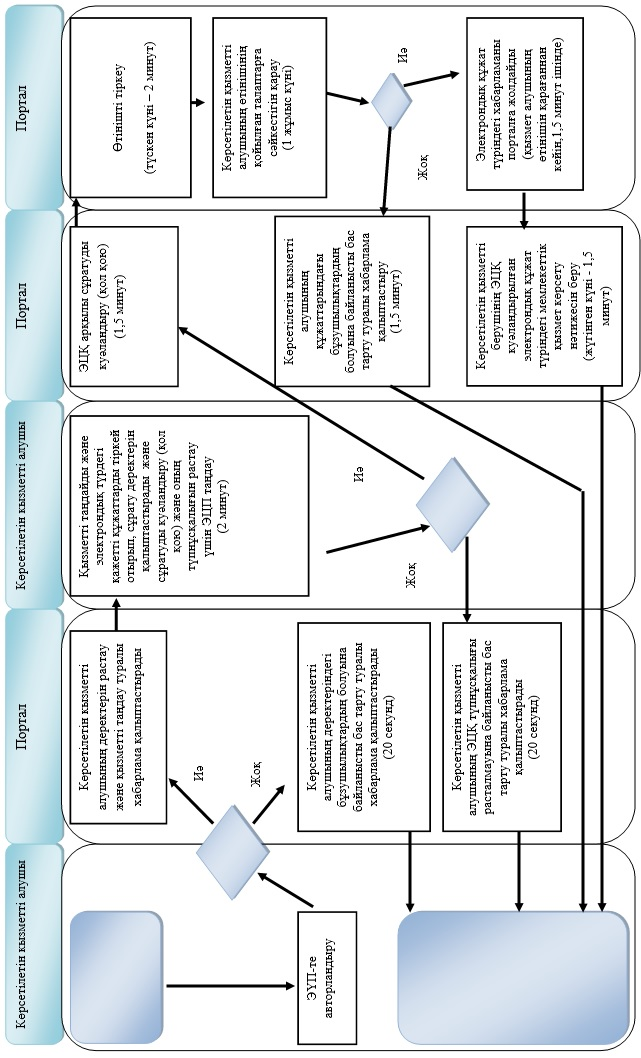 Көрсетілетін қызметті алушы
Портал
Көрсетілетін қызметті алушы
Портал
Портал
ЭҮП-те
авторландыру
Иә
Жоқ
Көрсетілетін қызметті
алушының деректерін растау
және қызметті таңдау туралы
хабарлама қалыптастырады
Көрсетілетін қызметті
алушының деректеріндегі
бұзушылықтардың болуына
байланысты бас тарту туралы
хабарлама қалыптастырады
(20 секунд)
Көрсетілетін қызметті
алушының ЭЦҚ түпнұсқалығы
расталмауына байланысты бас
тарту туралы хабарлама
қалыптастырады
(20 секунд)
Қызметті таңдайды және
электрондық түрдегі
қажетті құжаттарды тіркей
отырып, сұрату деректерін
қалыптастырады және
сұратуды куәландыру (қол
қою) және оның
түпнұсқалығын растау
үшін ЭЦП таңдау
(2 минут)
Иә
Жоқ
ЭЦҚ арқылы сұратуды
куәландыру (қол қою)
(1,5 минут)
Көрсетілетін қызметті
алушының
құжаттарындағы
бұзушылықтардың
болуына байланысты бас
тарту туралы хабарлама
қалыптастыру
(1,5 минут)
Көрсетілетін қызметті
берушінің ЭЦҚ
куәландырылған
электрондық құжат
түріндегі мемлекеттік
қызмет көрсету
нәтижесін беру
(жүгінген күні - 1,5
минут)
Өтінішті тіркеу
(түскен күні – 2 минут)
Көрсетілетін қызметті
алушының өтінішінің
қойылған талаптарға
сәйкестігін қарау
(1 жұмыс күні)
Иә
Жоқ
Электрондық құжат
түріндегі хабарламаны
порталға жолдайды
(қызмет алушының
өтінішін қарағаннан
кейін,1,5 минут ішінде)